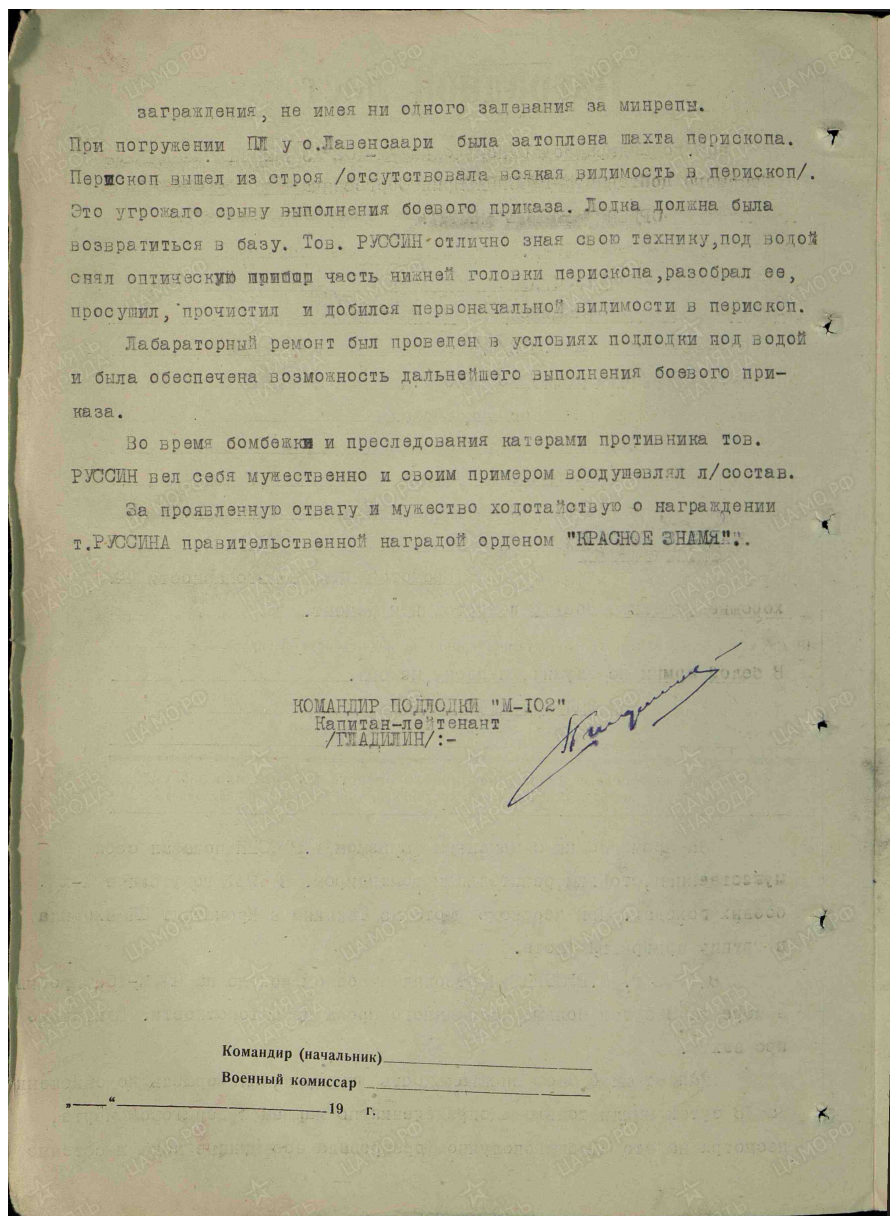 заграждения, не имея ни одного задевания за минрепы.
При погружении ПЛ у о.Лавенсаари была затоплена шахта перископа.
Перископ вышел из строя /отсутствовала всякая видимость в перископ/.
Это угрожало срыву выполнения боевого приказа. Лодка должна была
возвратиться в базу. Тов. РУССИН отлично зная свою технику,под водой
снял оптическую часть нижней головки перископа,разобрал ее,
просушил, прочистил и добился первоначальной видимости в перископ.
Лабараторный ремонт был проведен в условиях подлодки под водой
и была обеспечена возможность дальнейшего выполнения боевого при-
каза.
Во время бомбежки и преследования катерами противника тов.
РУССИН вел себя мужественно и своим примером воодушевлял л/состав.
За проявленную отвагу и мужество ходотайствую о награждении
т.РУССИНА правительственной наградой орденом "КРАСНОЕ ЗНАМЯ".
КОМАНДИР ПОДЛОДКИ "М-102"
Капитан-лейтенант
/ГЛАДИЛИН/:-
Командир (начальник)
Военный комиссар
„ “ 19 г.